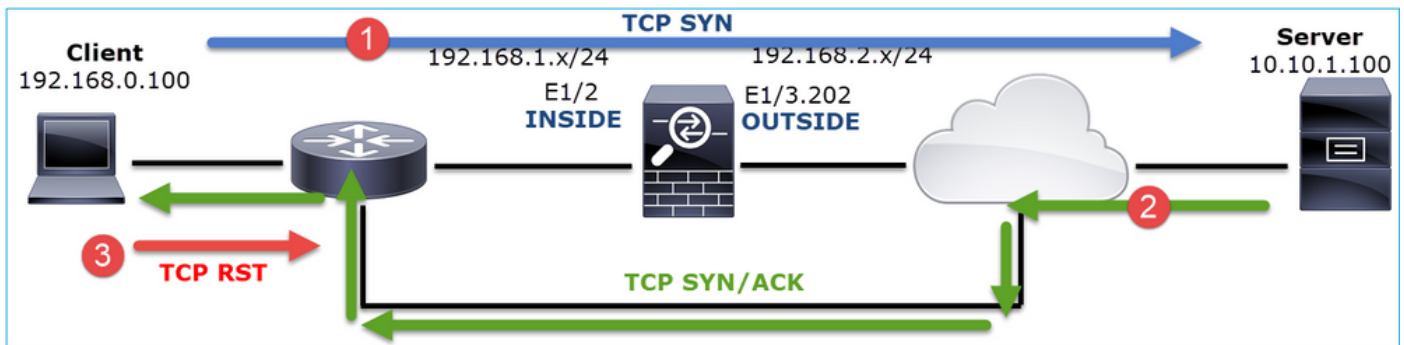 TCP SYN
1
Client
192.168.0.100
192.168.1.x/24
192.168.2.x/24
Server
10.10.1.100
E1/2
INSIDE
E1/3.202
OUTSIDE
2
3
TCP RST
TCP SYN/ACK